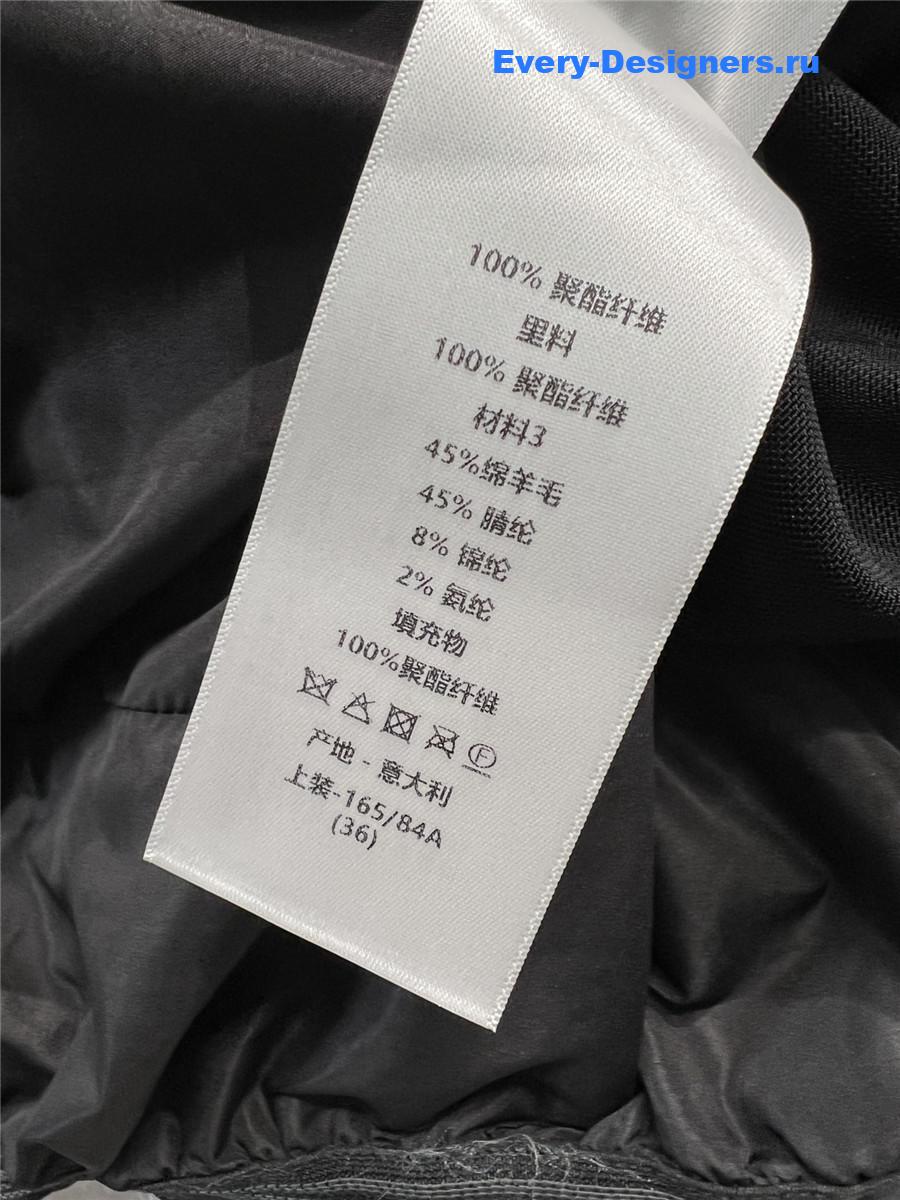 Every-Designers.ru
100% 聚酯纤维
里料
100% 聚酯纤维
材料3
45%绵羊毛
45% 腈纶
8% 锦纶
2% 氨纶
填充物
100%聚酯纤维
F
产地 - 意大利
上装-165/84A
(36)